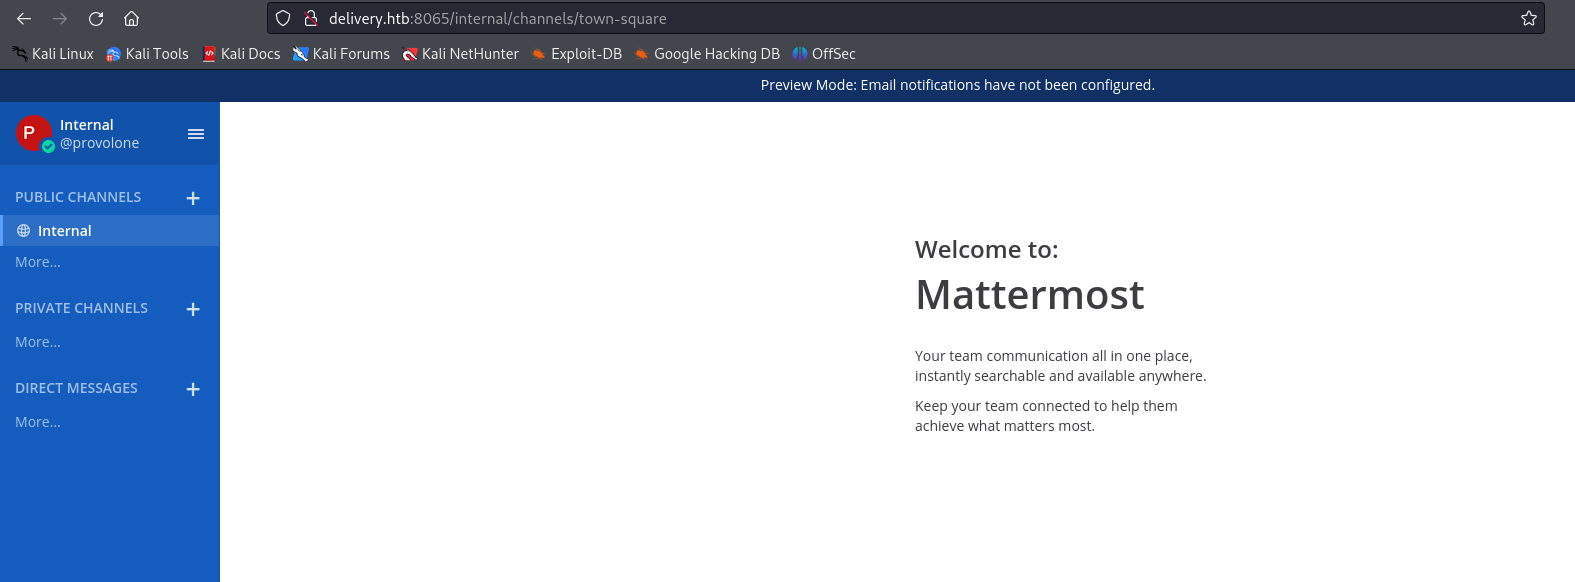 delivery.htb:8065/internal/channels/town-square
Kali Linux Kali Tools Kali Docs Kali Forums Kali NetHunter Exploit-DB Google Hacking DB OffSec
Preview Mode: Email notifications have not been configured.
P
Internal
@provolone
PUBLIC CHANNELS
Internal
More...
PRIVATE CHANNELS
More...
DIRECT MESSAGES
More...
Welcome to:
Mattermost
Your team communication all in one place,
instantly searchable and available anywhere.
Keep your team connected to help them
achieve what matters most.